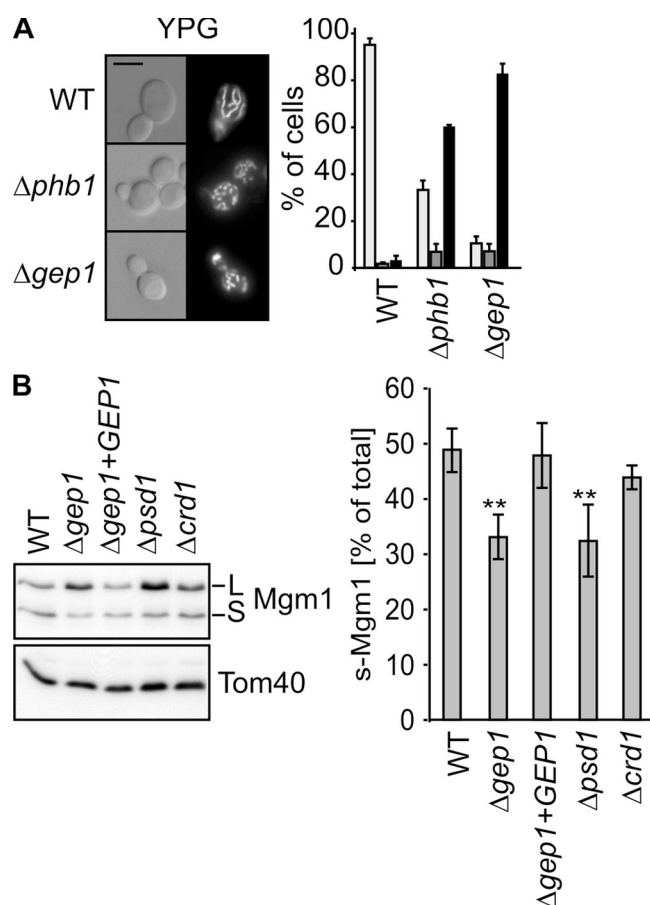 A
YPG
WT
Δphb1
Δgep1
% of cells
100
80
60
40
20
0
WT
Δphb1
Δgep1
B
WT
Δgep1
Δgep1+GEP1
Δpsd1
Δcrd1
–L
–S
Mgm1
Tom40
s-Mgm1 [% of total]
60
50
40
30
20
10
0
**
**
WT
Δgep1
Δgep1+GEP1
Δpsd1
Δcrd1